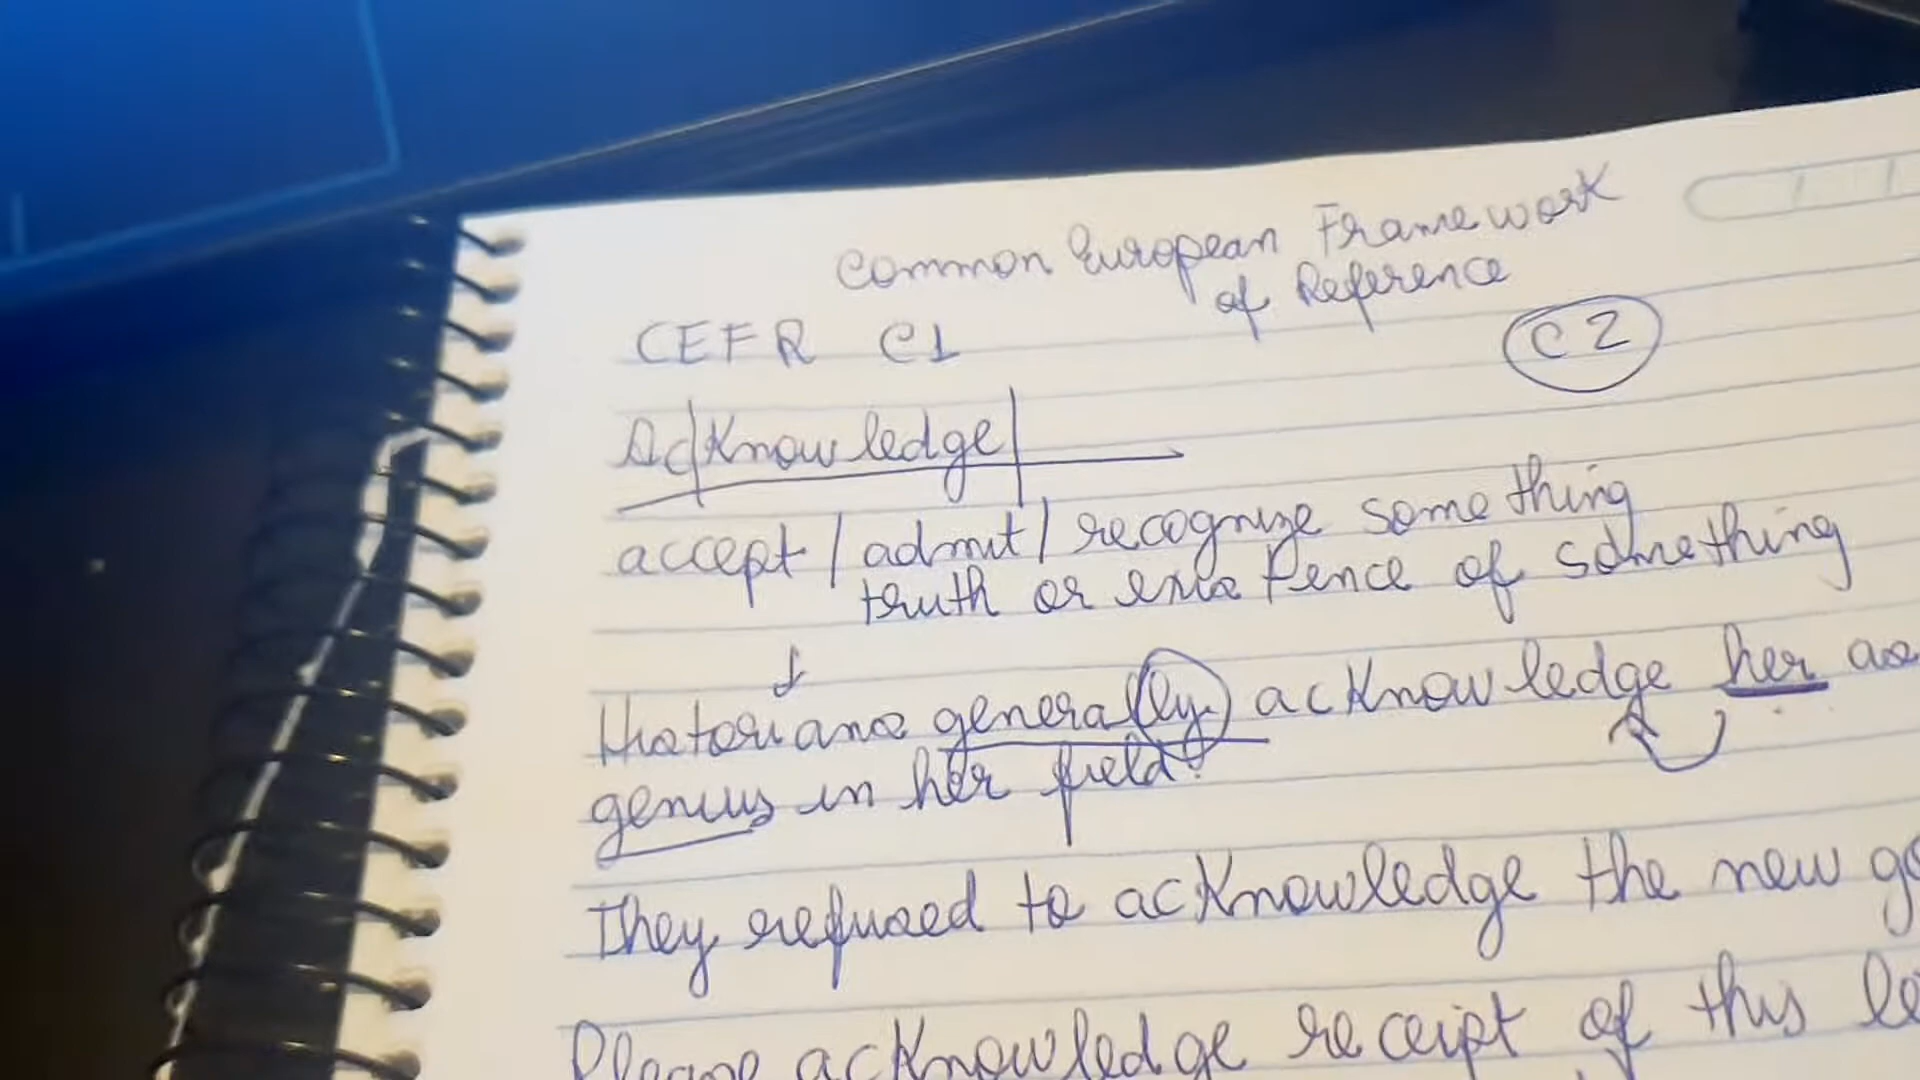 Common European Framework
of Reference
CEFR C1
C2
Acknowledge
accept / admit / recognize something
truth or existence of something
Historians generally acknowledge her as
genius in her field.
They refused to acknowledge the new
Please acknowledge receipt of this